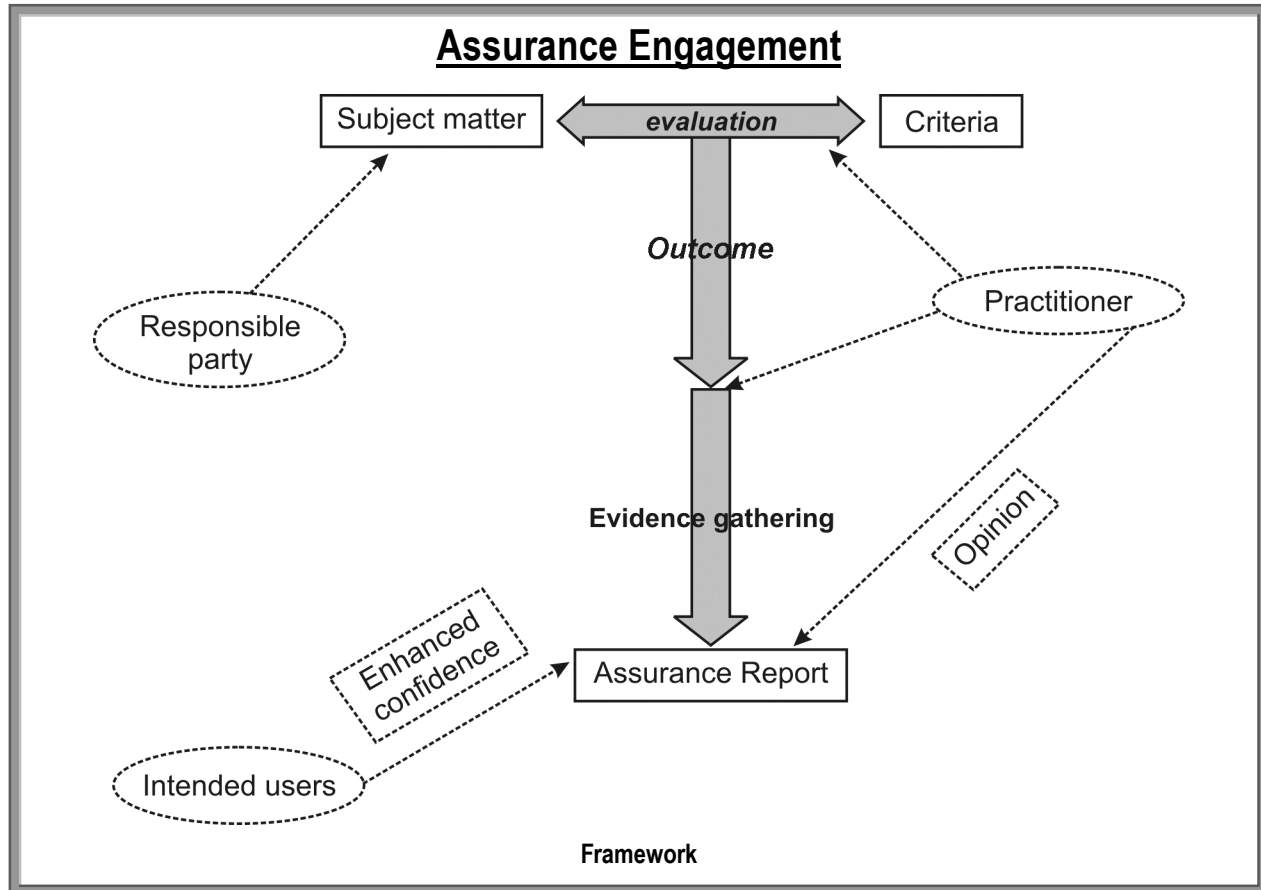 Assurance Engagement
Subject matter
evaluation
Criteria
Outcome
Responsible
party
Practitioner
Evidence gathering
Opinion
Enhanced
confidence
Assurance Report
Intended users
Framework